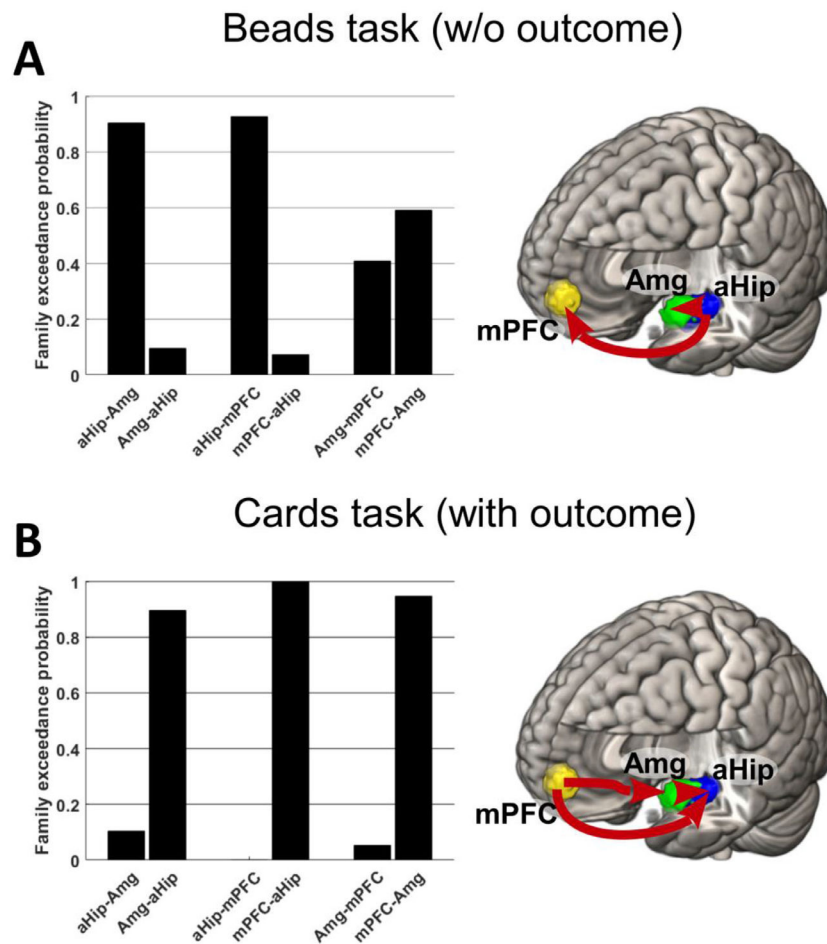 Beads task (w/o outcome)
A
Family exceedance probability
1
0.8
0.6
0.4
0.2
0
aHip-Amg
Amg-aHip
aHip-mPFC
mPFC-aHip
Amg-mPFC
mPFC-Amg
Amg
aHip
mPFC
Cards task (with outcome)
B
Family exceedance probability
1
0.8
0.6
0.4
0.2
0
aHip-Amg
Amg-aHip
aHip-mPFC
mPFC-aHip
Amg-mPFC
mPFC-Amg
Amg
aHip
mPFC